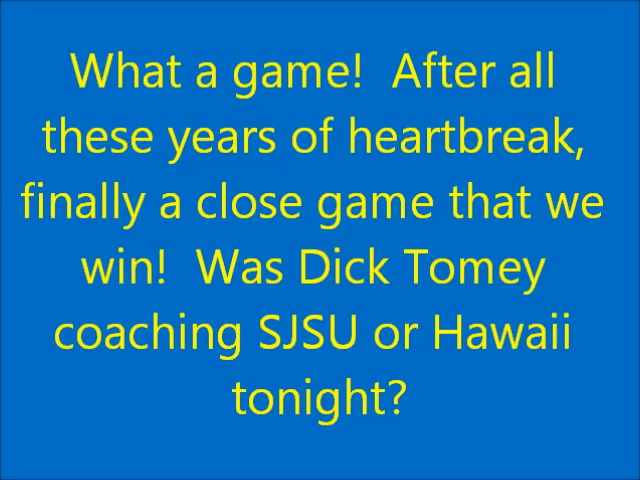 What a game!  After all
these years of heartbreak,
finally a close game that we
win!  Was Dick Tomey
coaching SJSU or Hawaii
tonight?